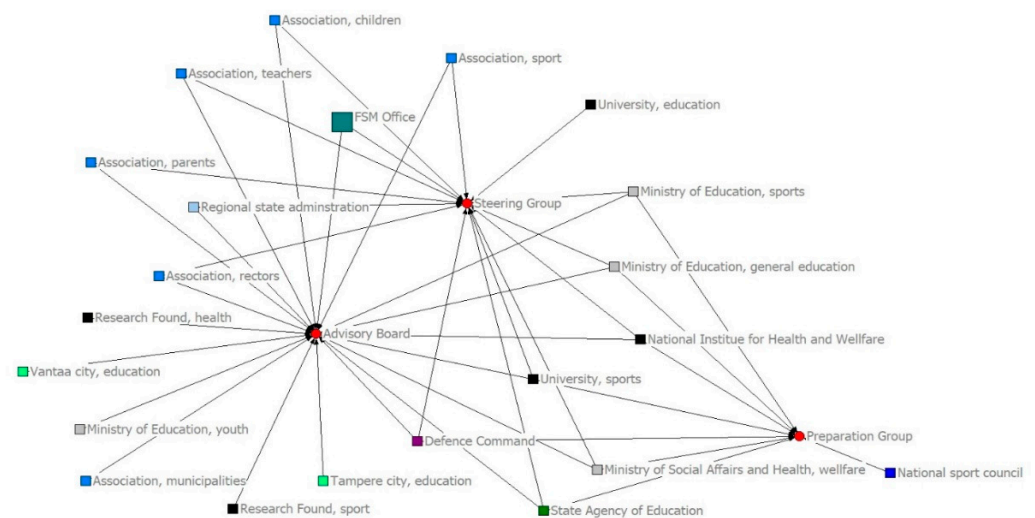 Association, children
Association, sport
Association, teachers
University, education
FSM Office
Association, parents
Ministry of Education, sports
Regional state adminstration
Steering Group
Ministry of Education, general education
Association, rectors
Research Found, health
Advisory Board
National Institue for Health and Wellfare
Vantaa city, education
University, sports
Ministry of Education, youth
Defence Command
Preparation Group
Ministry of Social Affairs and Health, wellfare
National sport council
Association, municipalities
Tampere city, education
Research Found, sport
State Agency of Education